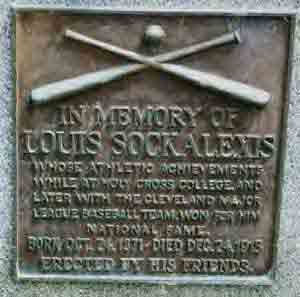 IN MEMORY OF
LOUIS SOCKALEXIS
WHOSE ATHLETIC ACHIEVEMENTS
WHILE AT HOLY CROSS COLLEGE, AND
LATER WITH THE CLEVELAND MAJOR
LEAGUE BASEBALL TEAM, WON FOR HIM
NATIONAL FAME.
BORN OCT. 24, 1871 - DIED DEC. 24, 1913
ERECTED BY HIS FRIENDS.